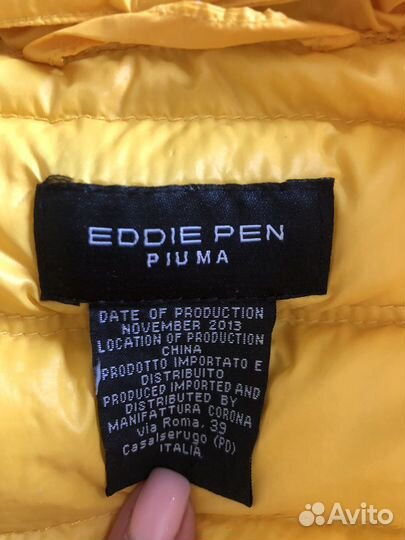 EDDIE PEN
PIUMA
DATE OF PRODUCTION
NOVEMBER 2013
LOCATION OF PRODUCTION
CHINA
PRODOTTO IMPORTATO E
DISTRIBUITO
PRODUCED IMPORTED AND
DISTRIBUTED BY
MANIFATTURA CORONA
via Roma, 39
Casalserugo (PD)
ITALIA
Avito